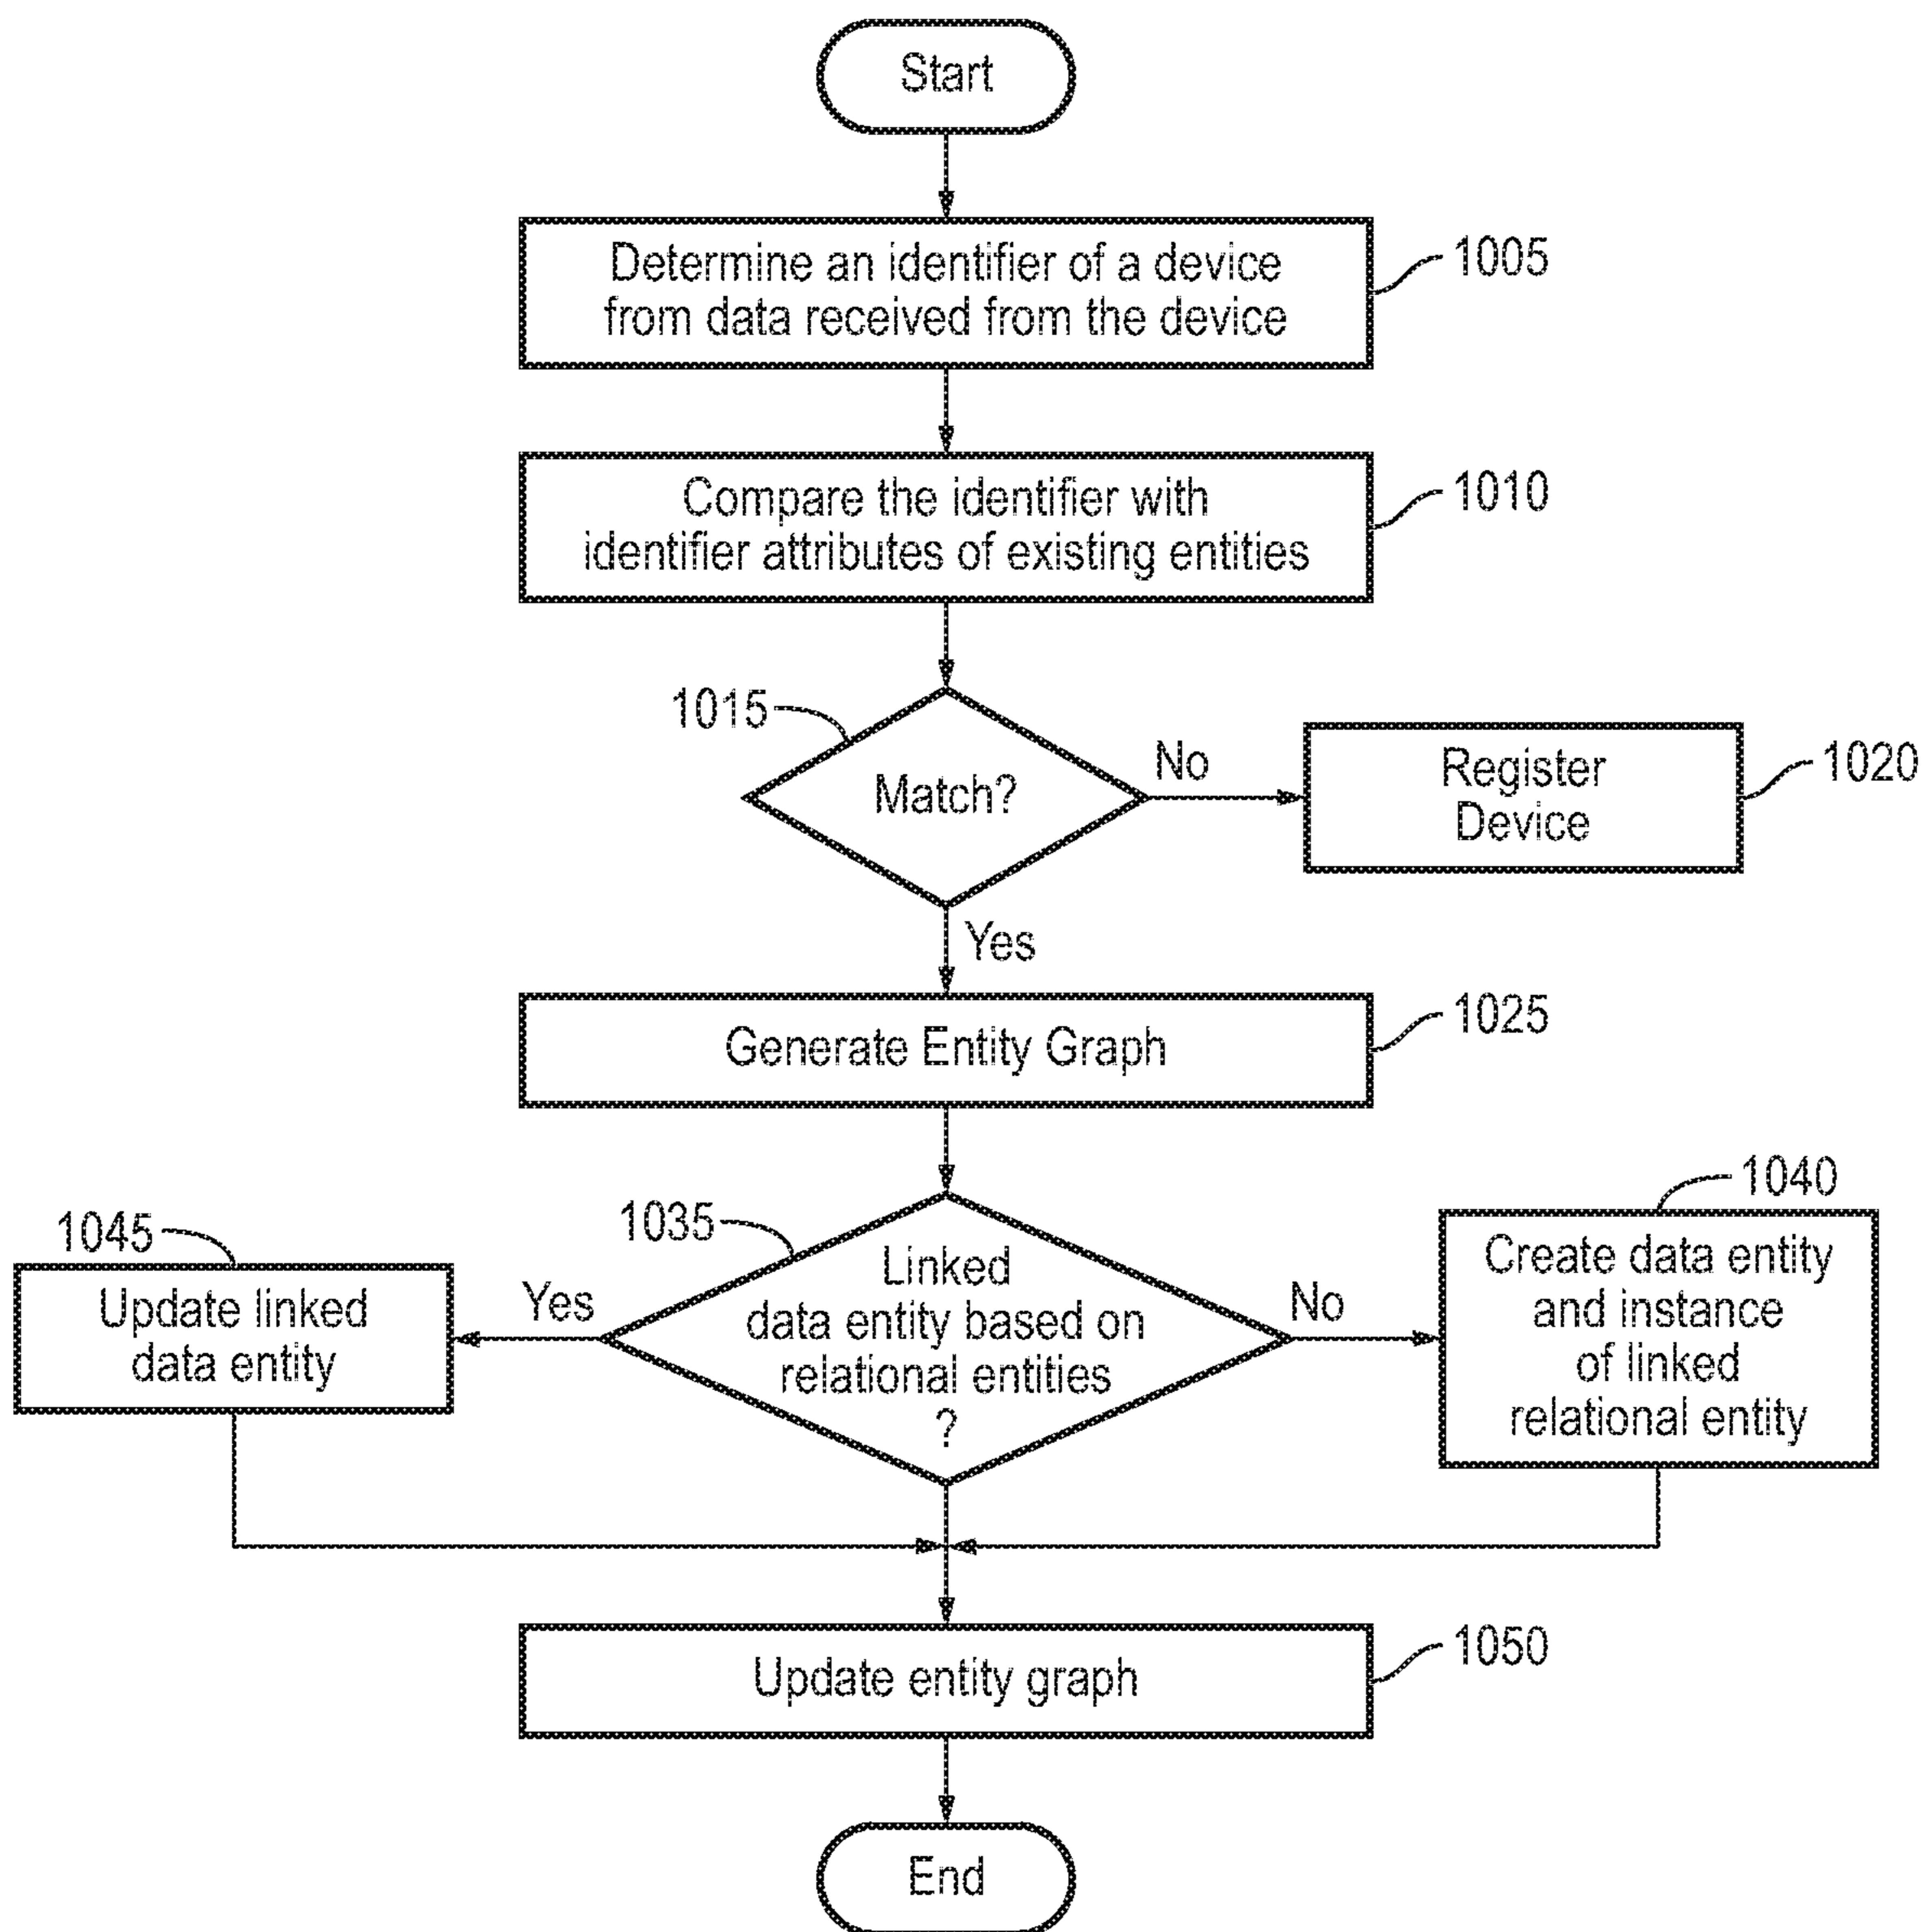 Start
Determine an identifier of a device
from data received from the device
1005
Compare the identifier with
identifier attributes of existing entities
1010
1015
Match?
No
Register
Device
1020
Yes
Generate Entity Graph
1025
1045
Update linked
data entity
Yes
1035
Linked
data entity based on
relational entities
?
No
1040
Create data entity
and instance
of linked
relational entity
Update entity graph
1050
End